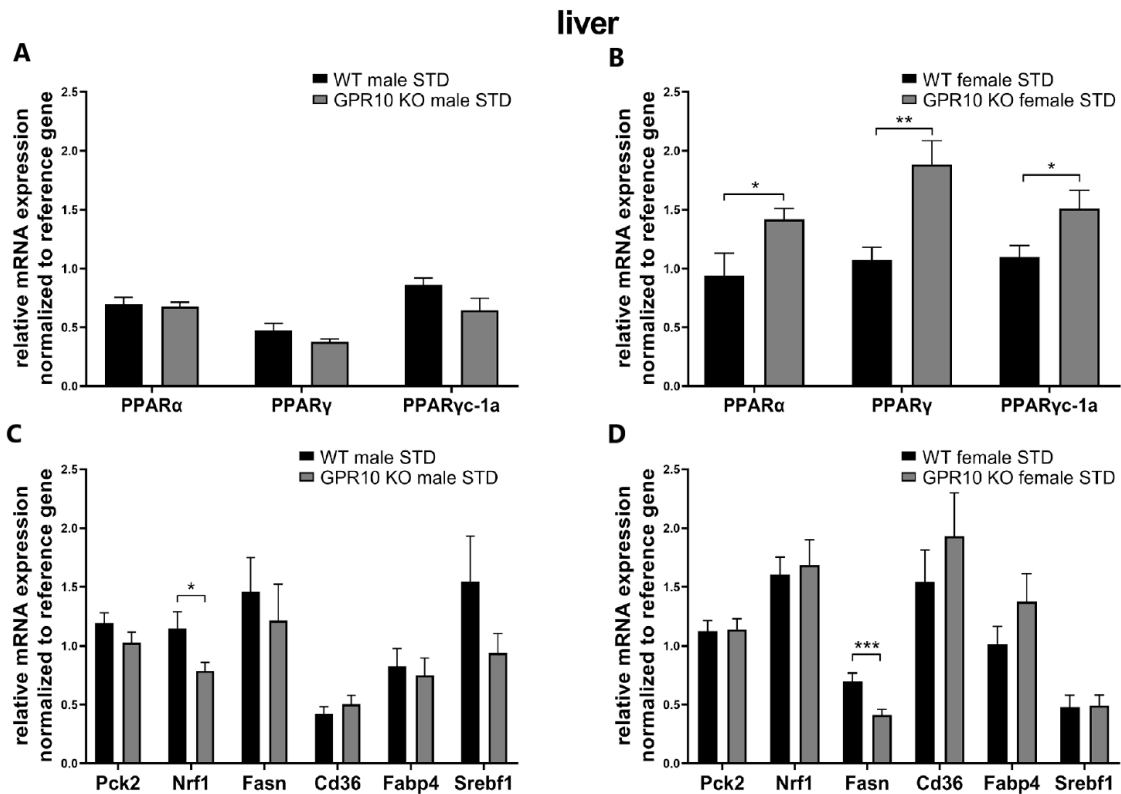 liver
A
WT male STD
GPR10 KO male STD
relative mRNA expression
normalized to reference gene
2.5
2.0
1.5
1.0
0.5
0.0
PPARα PPARγ PPARγc-1a
B
WT female STD
GPR10 KO female STD
relative mRNA expression
normalized to reference gene
2.5
2.0
1.5
1.0
0.5
0.0
*
**
*
PPARα PPARγ PPARγc-1a
C
WT male STD
GPR10 KO male STD
relative mRNA expression
normalized to reference gene
2.5
2.0
1.5
1.0
0.5
0.0
*
Pck2 Nrf1 Fasn Cd36 Fabp4 Srebf1
D
WT female STD
GPR10 KO female STD
relative mRNA expression
normalized to reference gene
2.5
2.0
1.5
1.0
0.5
0.0
***
Pck2 Nrf1 Fasn Cd36 Fabp4 Srebf1